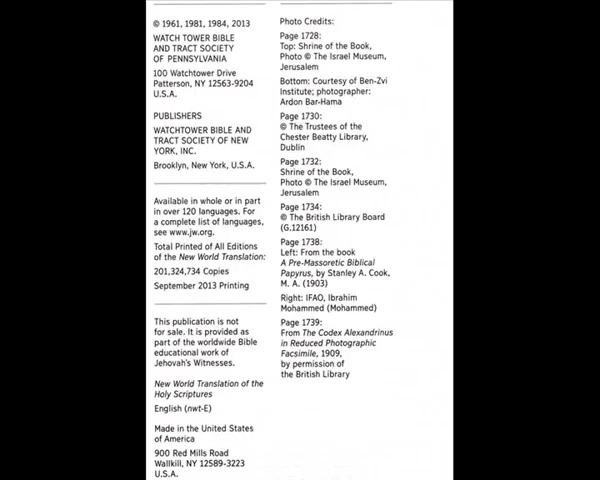 © 1961, 1981, 1984, 2013
WATCH TOWER BIBLE
AND TRACT SOCIETY
OF PENNSYLVANIA
100 Watchtower Drive
Patterson, NY 12563-9204
U.S.A.
PUBLISHERS
WATCHTOWER BIBLE AND
TRACT SOCIETY OF NEW
YORK, INC.
Brooklyn, New York, U.S.A.
Available in whole or in part
in over 120 languages. For
a complete list of languages,
see www.jw.org.
Total Printed of All Editions
of the New World Translation:
201,324,734 Copies
September 2013 Printing
This publication is not
for sale. It is provided as
part of the worldwide Bible
educational work of
Jehovah's Witnesses.
New World Translation of the
Holy Scriptures
English (nwt-E)
Made in the United States
of America
900 Red Mills Road
Wallkill, NY 12589-3223
U.S.A.
Photo Credits:
Page 1728:
Top: Shrine of the Book,
Photo © The Israel Museum,
Jerusalem
Bottom: Courtesy of Ben-Zvi
Institute; photographer:
Ardon Bar-Hama
Page 1730:
© The Trustees of the
Chester Beatty Library,
Dublin
Page 1732:
Shrine of the Book,
Photo © The Israel Museum,
Jerusalem
Page 1734:
© The British Library Board
(G.12161)
Page 1738:
Left: From the book
A Pre-Massoretic Biblical
Papyrus, by Stanley A. Cook,
M. A. (1903)
Right: IFAO, Ibrahim
Mohammed (Mohammed)
Page 1739:
From The Codex Alexandrinus
in Reduced Photographic
Facsimile, 1909,
by permission of
the British Library